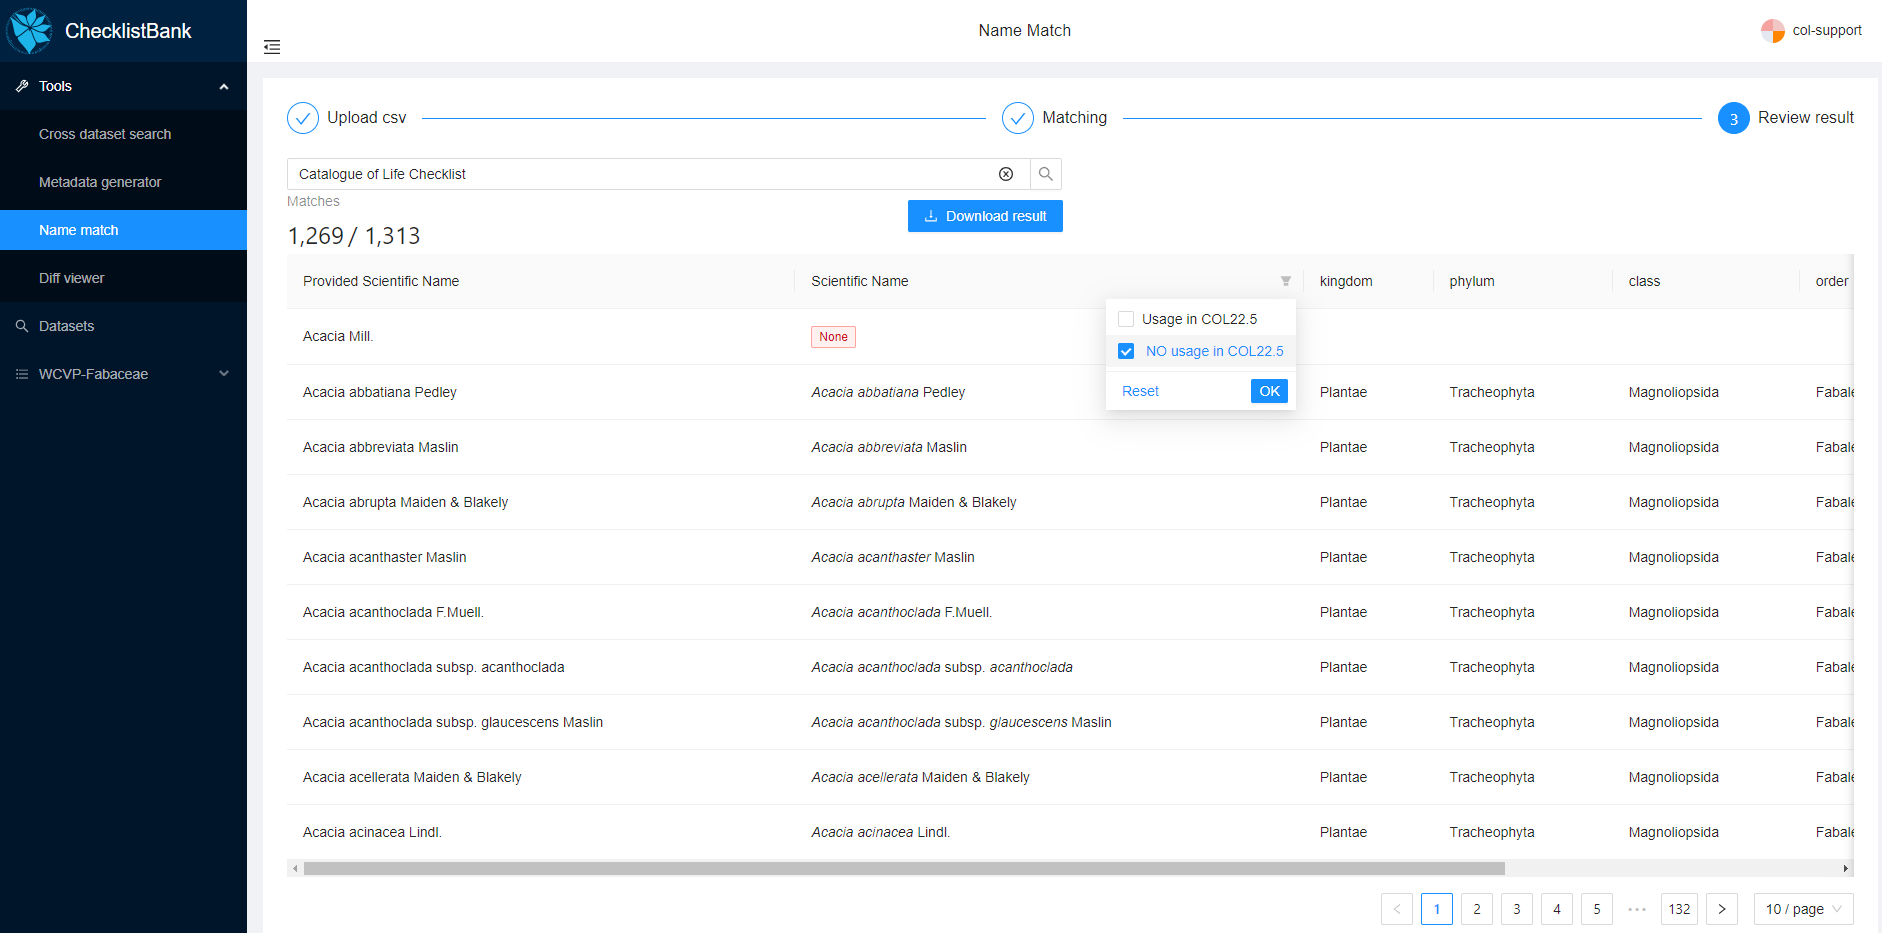 ChecklistBank
Name Match
col-support
Tools
Cross dataset search
Metadata generator
Name match
Diff viewer
Datasets
WCVP-Fabaceae
Upload csv
Matching
3 Review result
Catalogue of Life Checklist
Matches
1,269 / 1,313
Download result
Provided Scientific Name Scientific Name kingdom phylum class order
Usage in COL22.5
NO usage in COL22.5
Reset OK
Acacia Mill. None
Acacia abbatiana Pedley Acacia abbatiana Pedley Plantae Tracheophyta Magnoliopsida Fabale
Acacia abbreviata Maslin Acacia abbreviata Maslin Plantae Tracheophyta Magnoliopsida Fabale
Acacia abrupta Maiden & Blakely Acacia abrupta Maiden & Blakely Plantae Tracheophyta Magnoliopsida Fabale
Acacia acanthaster Maslin Acacia acanthaster Maslin Plantae Tracheophyta Magnoliopsida Fabale
Acacia acanthoclada F.Muell. Acacia acanthoclada F.Muell. Plantae Tracheophyta Magnoliopsida Fabale
Acacia acanthoclada subsp. acanthoclada Acacia acanthoclada subsp. acanthoclada Plantae Tracheophyta Magnoliopsida Fabale
Acacia acanthoclada subsp. glaucescens Maslin Acacia acanthoclada subsp. glaucescens Maslin Plantae Tracheophyta Magnoliopsida Fabale
Acacia acellerata Maiden & Blakely Acacia acellerata Maiden & Blakely Plantae Tracheophyta Magnoliopsida Fabale
Acacia acinacea Lindl. Acacia acinacea Lindl. Plantae Tracheophyta Magnoliopsida Fabale
< 1 2 3 4 5 ••• 132 > 10 / page